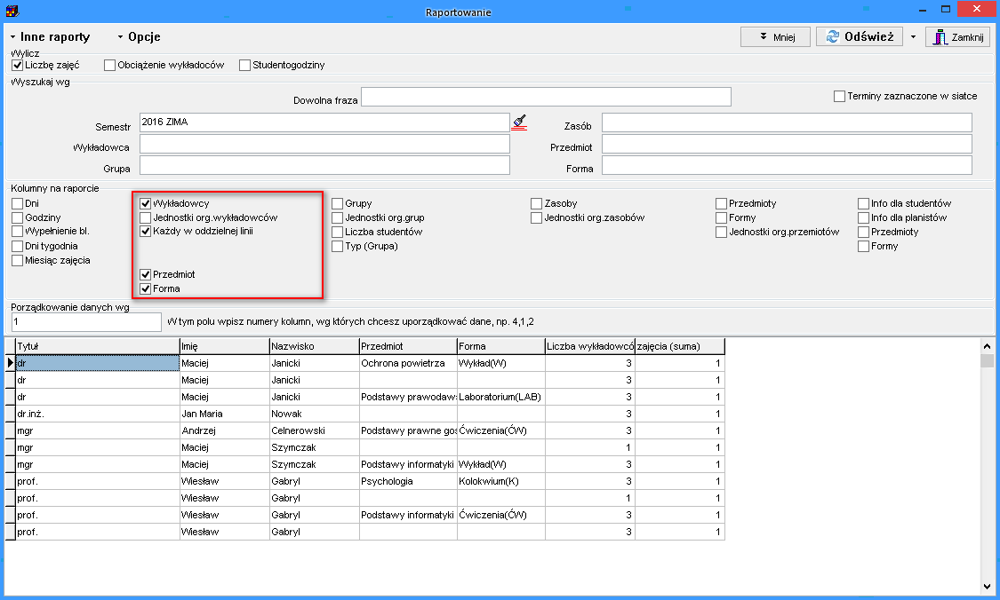 Raportowanie
Inne raporty Opcje Mniej Odśwież Zamknij
Wylicz
Liczbę zajęć Obciążenie wykładoców Studentogodziny
Wyszukaj wg
Dowolna fraza Terminy zaznaczone w siatce
Semestr 2016 ZIMA Zasób
Wykładowca Przedmiot
Grupa Forma
Kolumny na raporcie
Dni Wykładowcy Grupy Zasoby Przedmioty Info dla studentów
Godziny Jednostki org.wykładowców Jednostki org.grup Jednostki org.zasobów Formy Info dla planistów
Wypełnienie bl. Każdy w oddzielnej linii Liczba studentów Jednostki org.przemiotów Przedmioty
Dni tygodnia Typ (Grupa) Formy
Miesiąc zajęcia
Przedmiot
Forma
Porządkowanie danych wg
1 W tym polu wpisz numery kolumn, wg których chcesz uporządkować dane, np. 4,1,2
Tytuł Imię Nazwisko Przedmiot Forma Liczba wykładowcó zajęcia (suma)
dr Maciej Janicki Ochrona powietrza Wykład(W) 3 1
dr Maciej Janicki 3 1
dr Maciej Janicki Podstawy prawodaws Laboratorium(LAB) 3 1
dr.inż. Jan Maria Nowak 3 1
mgr Andrzej Celnerowski Podstawy prawne gos Ćwiczenia(ĆW) 3 1
mgr Maciej Szymczak 1 1
mgr Maciej Szymczak Podstawy informatyki Wykład(W) 3 1
prof. Wiesław Gabryl Psychologia Kolokwium(K) 3 1
prof. Wiesław Gabryl 1 1
prof. Wiesław Gabryl Podstawy informatyki Ćwiczenia(ĆW) 3 1
prof. Wiesław Gabryl 3 1